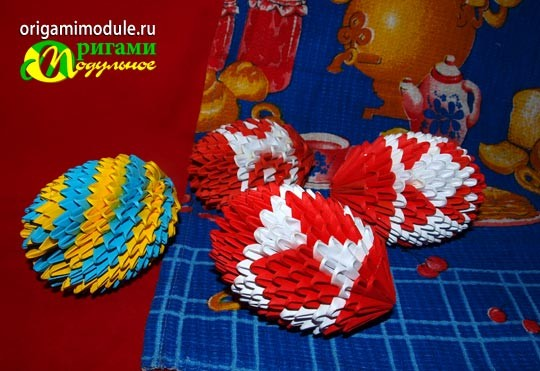 origamimodule.ru
Оригами
Модульное